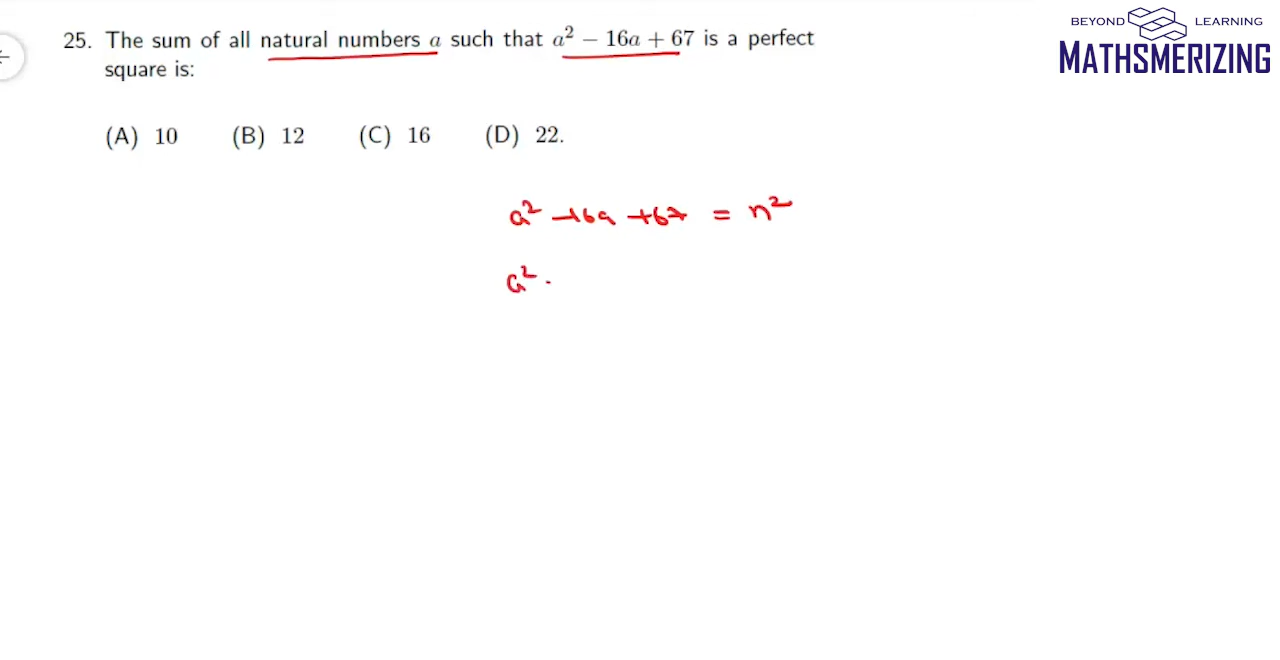 BEYOND LEARNING
MATHSMERIZING
25. The sum of all natural numbers a such that a² − 16a + 67 is a perfect
square is:
(A) 10 (B) 12 (C) 16 (D) 22.
a² −16a +67 = n²
a² -